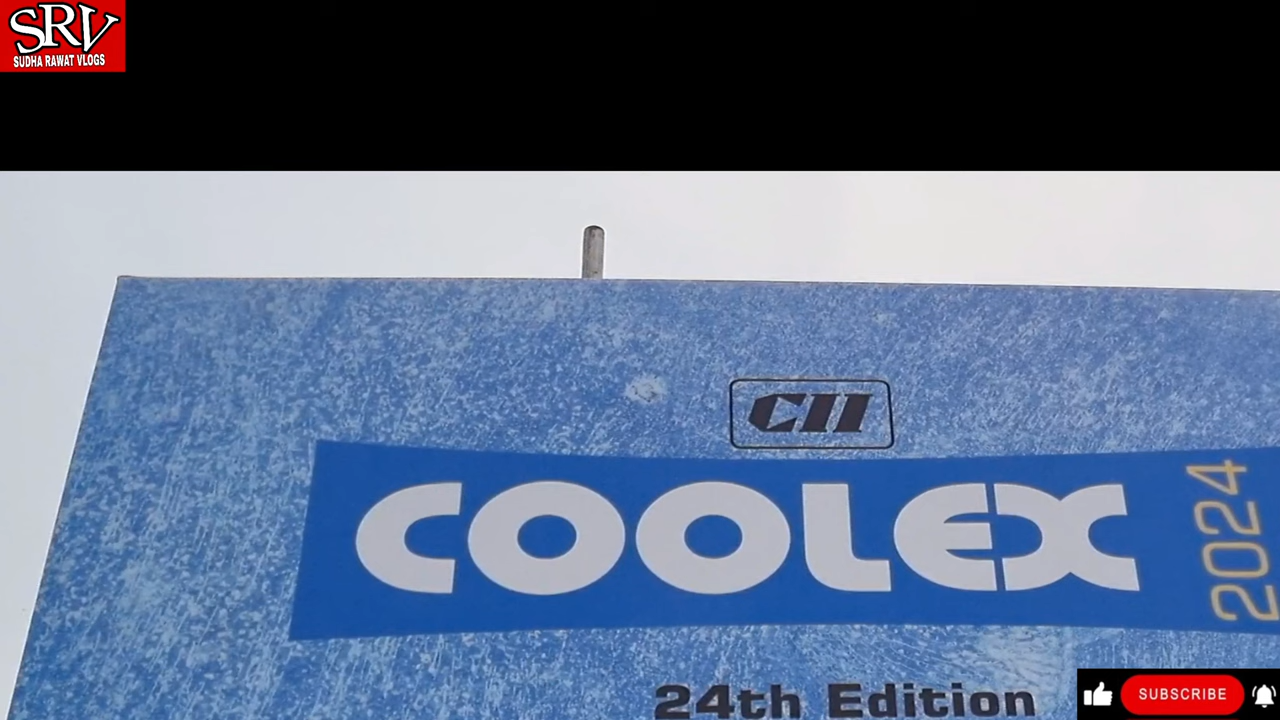 SRV
SUDHA RAWAT VLOGS
CII
COOLEX
2024
24th Edition
SUBSCRIBE